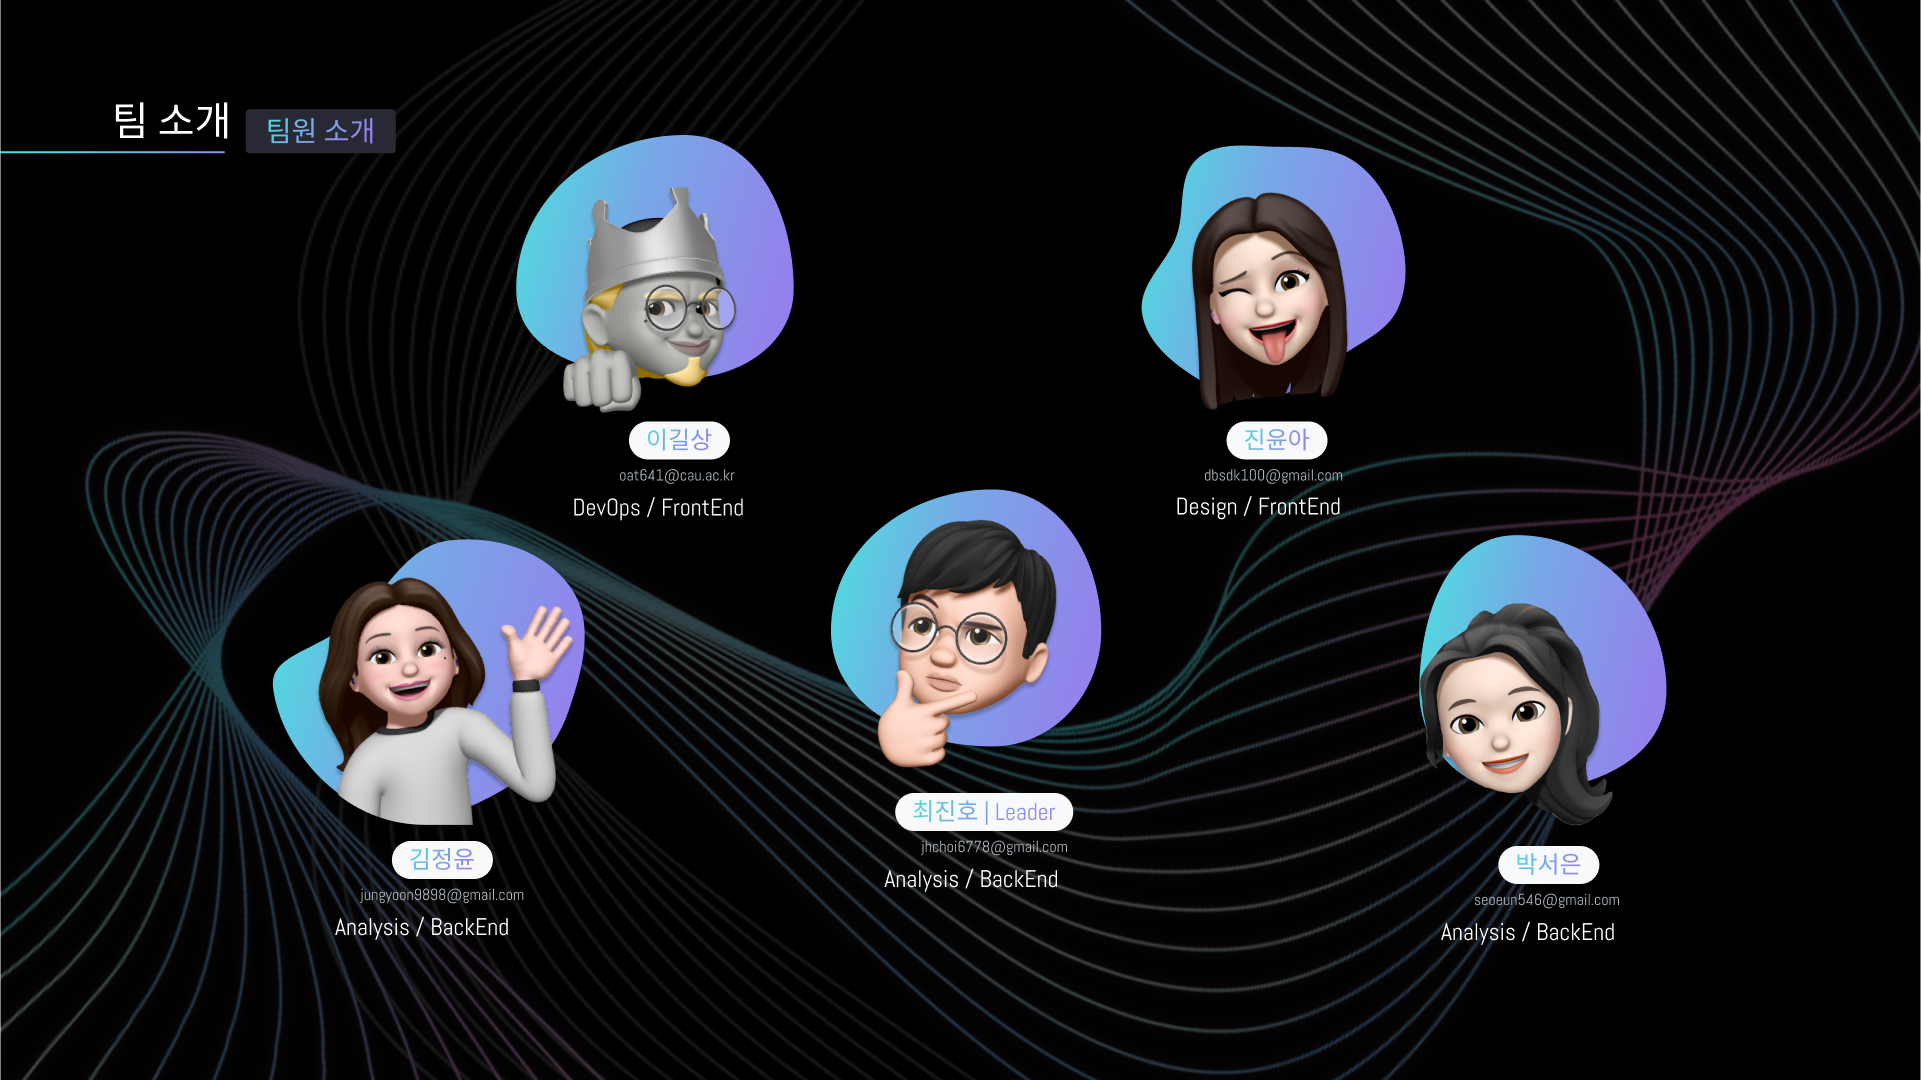 팀 소개
팀원 소개
이길상
oat641@cau.ac.kr
DevOps / FrontEnd
진윤아
dbsdk100@gmail.com
Design / FrontEnd
김정윤
jungyoon9898@gmail.com
Analysis / BackEnd
최진호 | Leader
jhchoi6778@gmail.com
Analysis / BackEnd
박서은
seoeun546@gmail.com
Analysis / BackEnd